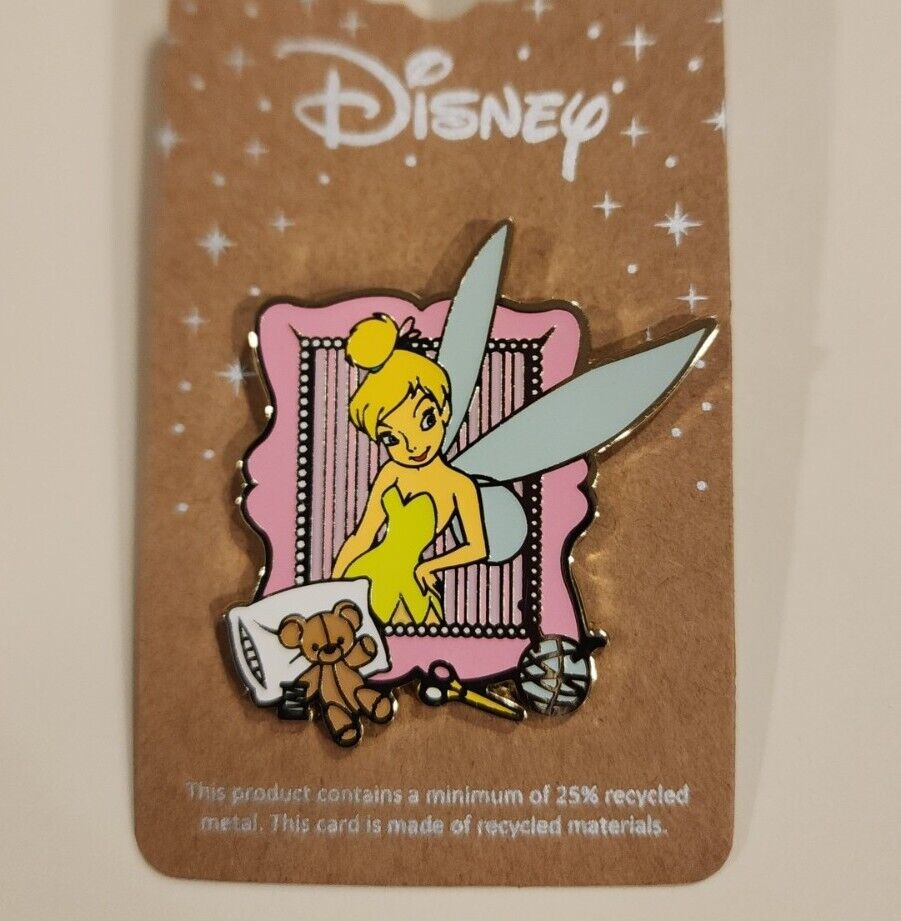 Disney
This product contains a minimum of 25% recycled
metal. This card is made of recycled materials.